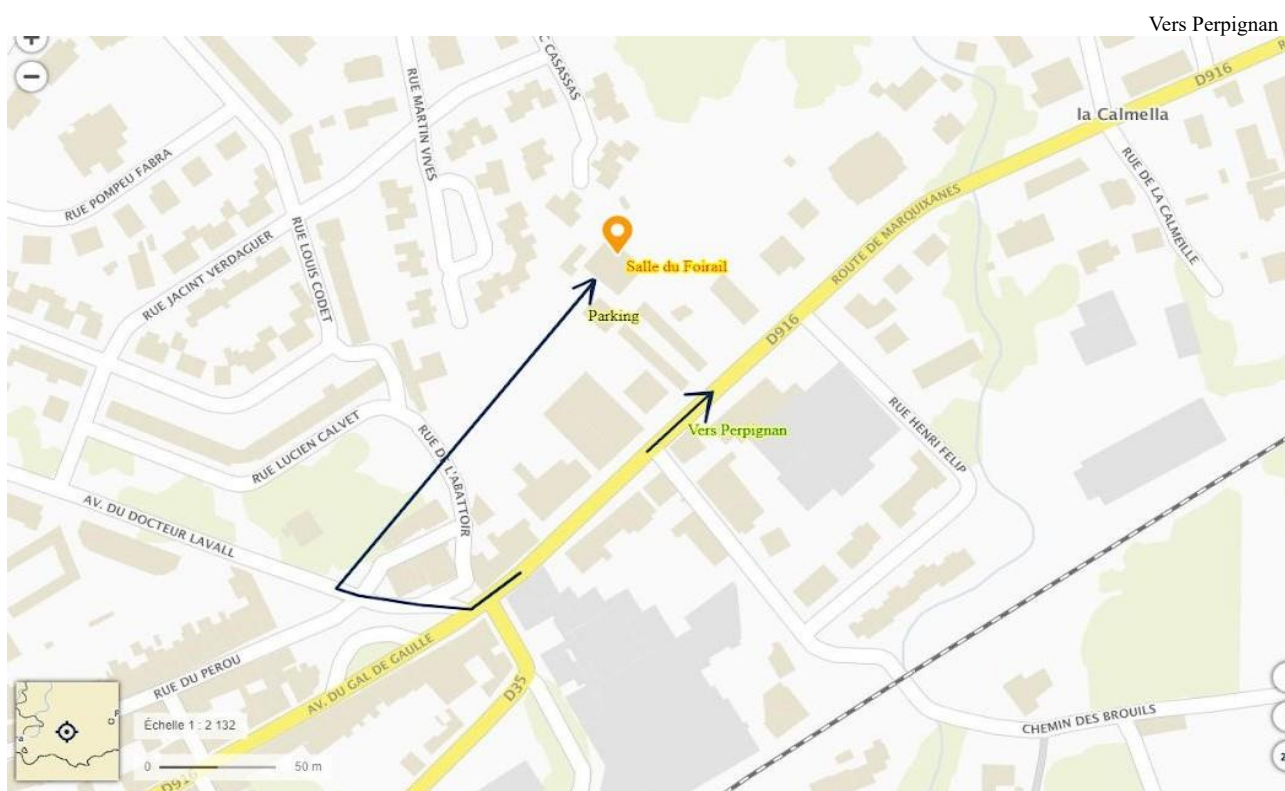 Vers Perpignan
D916
la Calmella
RUE DE LA CALMEILLE
CASASSAS
RUE MARTIN VIVES
RUE POMPEU FABRA
RUE JACINT VERDAGUER
RUE LOUIS CODET
ROUTE DE MARQUIXANES
Salle du Foirail
Parking
D916
Vers Perpignan
RUE HENRI FELIP
RUE LUCIEN CALVET
RUE DE L'ABATTOIR
AV. DU DOCTEUR LAVALL
RUE DU PEROU
AV. DU GAL DE GAULLE
D35
CHEMIN DES BROUILS
Échelle 1 : 2 132
0 50 m
D916